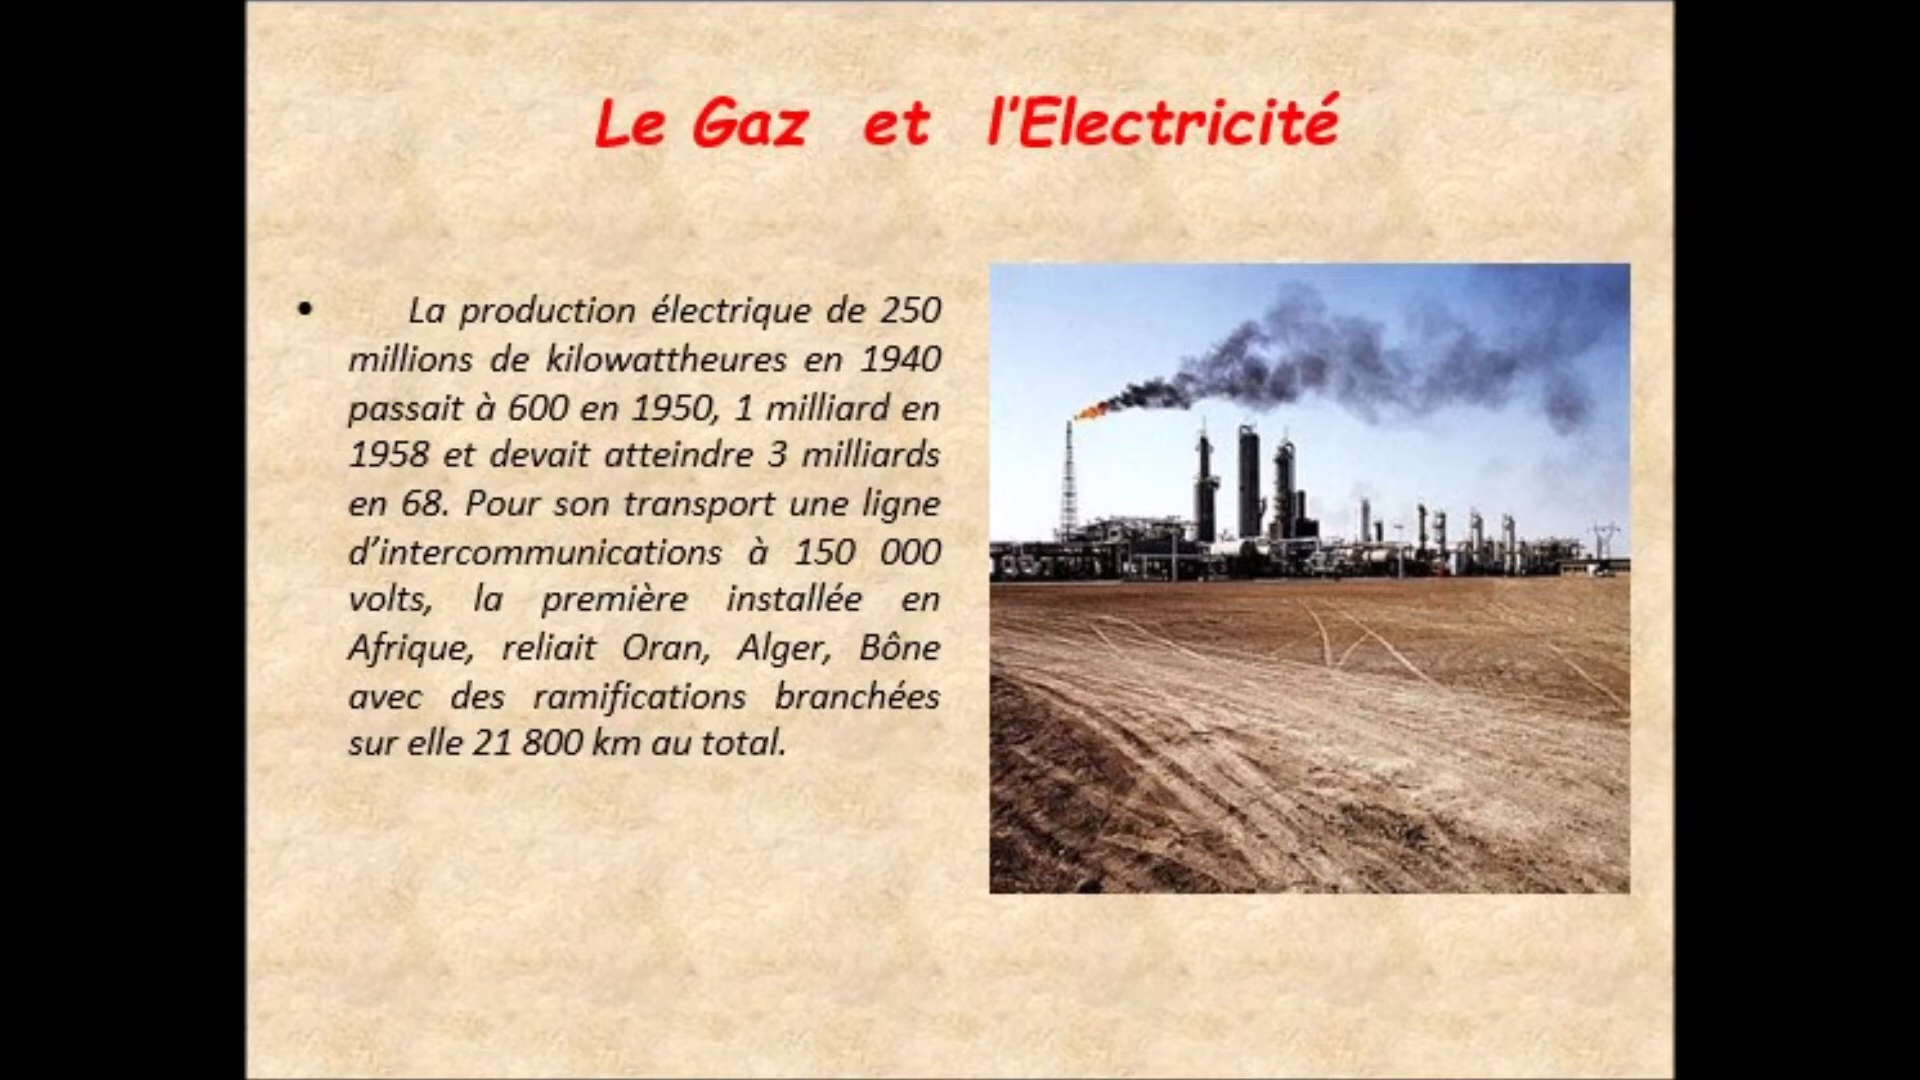 Le Gaz et l'Electricité
• La production électrique de 250
millions de kilowattheures en 1940
passait à 600 en 1950, 1 milliard en
1958 et devait atteindre 3 milliards
en 68. Pour son transport une ligne
d’intercommunications à 150 000
volts, la première installée en
Afrique, reliait Oran, Alger, Bône
avec des ramifications branchées
sur elle 21 800 km au total.